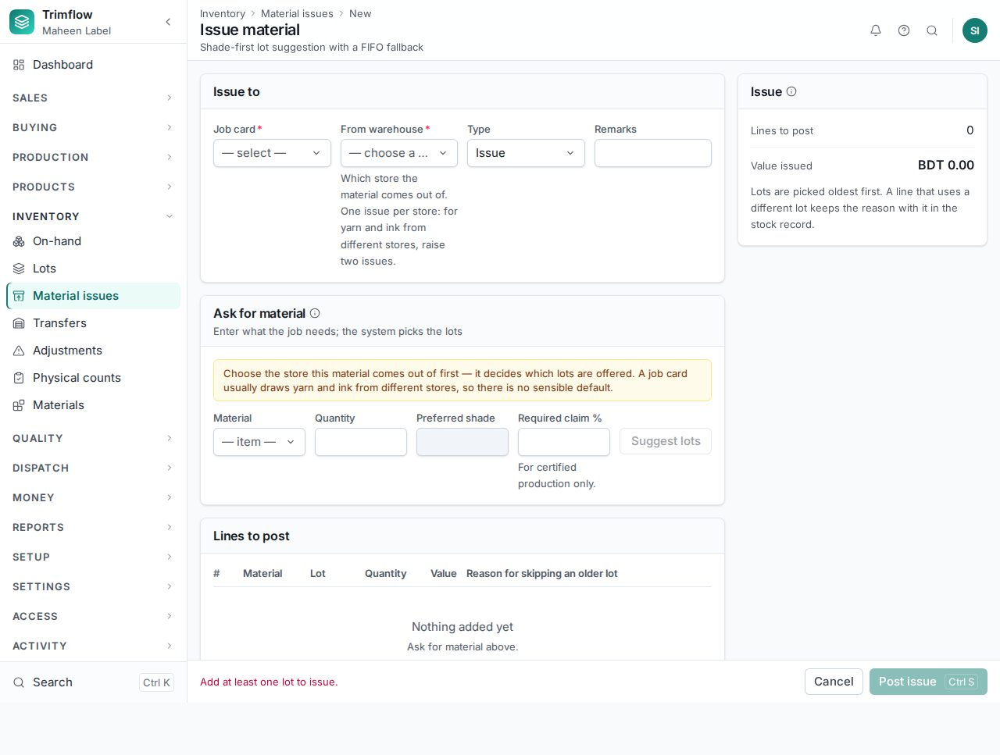 Trimflow
Maheen Label
Dashboard
SALES
BUYING
PRODUCTION
PRODUCTS
INVENTORY
On-hand
Lots
Material issues
Transfers
Adjustments
Physical counts
Materials
QUALITY
DISPATCH
MONEY
REPORTS
SETUP
SETTINGS
ACCESS
ACTIVITY
Search Ctrl K
Inventory > Material issues > New
Issue material
Shade-first lot suggestion with a FIFO fallback
SI
Issue to
Job card * From warehouse * Type Remarks
— select — — choose a ... Issue
Which store the
material comes out of.
One issue per store: for
yarn and ink from
different stores, raise
two issues.
Ask for material
Enter what the job needs; the system picks the lots
Choose the store this material comes out of first — it decides which lots are offered. A job card
usually draws yarn and ink from different stores, so there is no sensible default.
Material Quantity Preferred shade Required claim %
— item — Suggest lots
For certified
production only.
Lines to post
# Material Lot Quantity Value Reason for skipping an older lot
Nothing added yet
Ask for material above.
Issue
Lines to post 0
Value issued BDT 0.00
Lots are picked oldest first. A line that uses a
different lot keeps the reason with it in the
stock record.
Add at least one lot to issue.
Cancel
Post issue Ctrl S